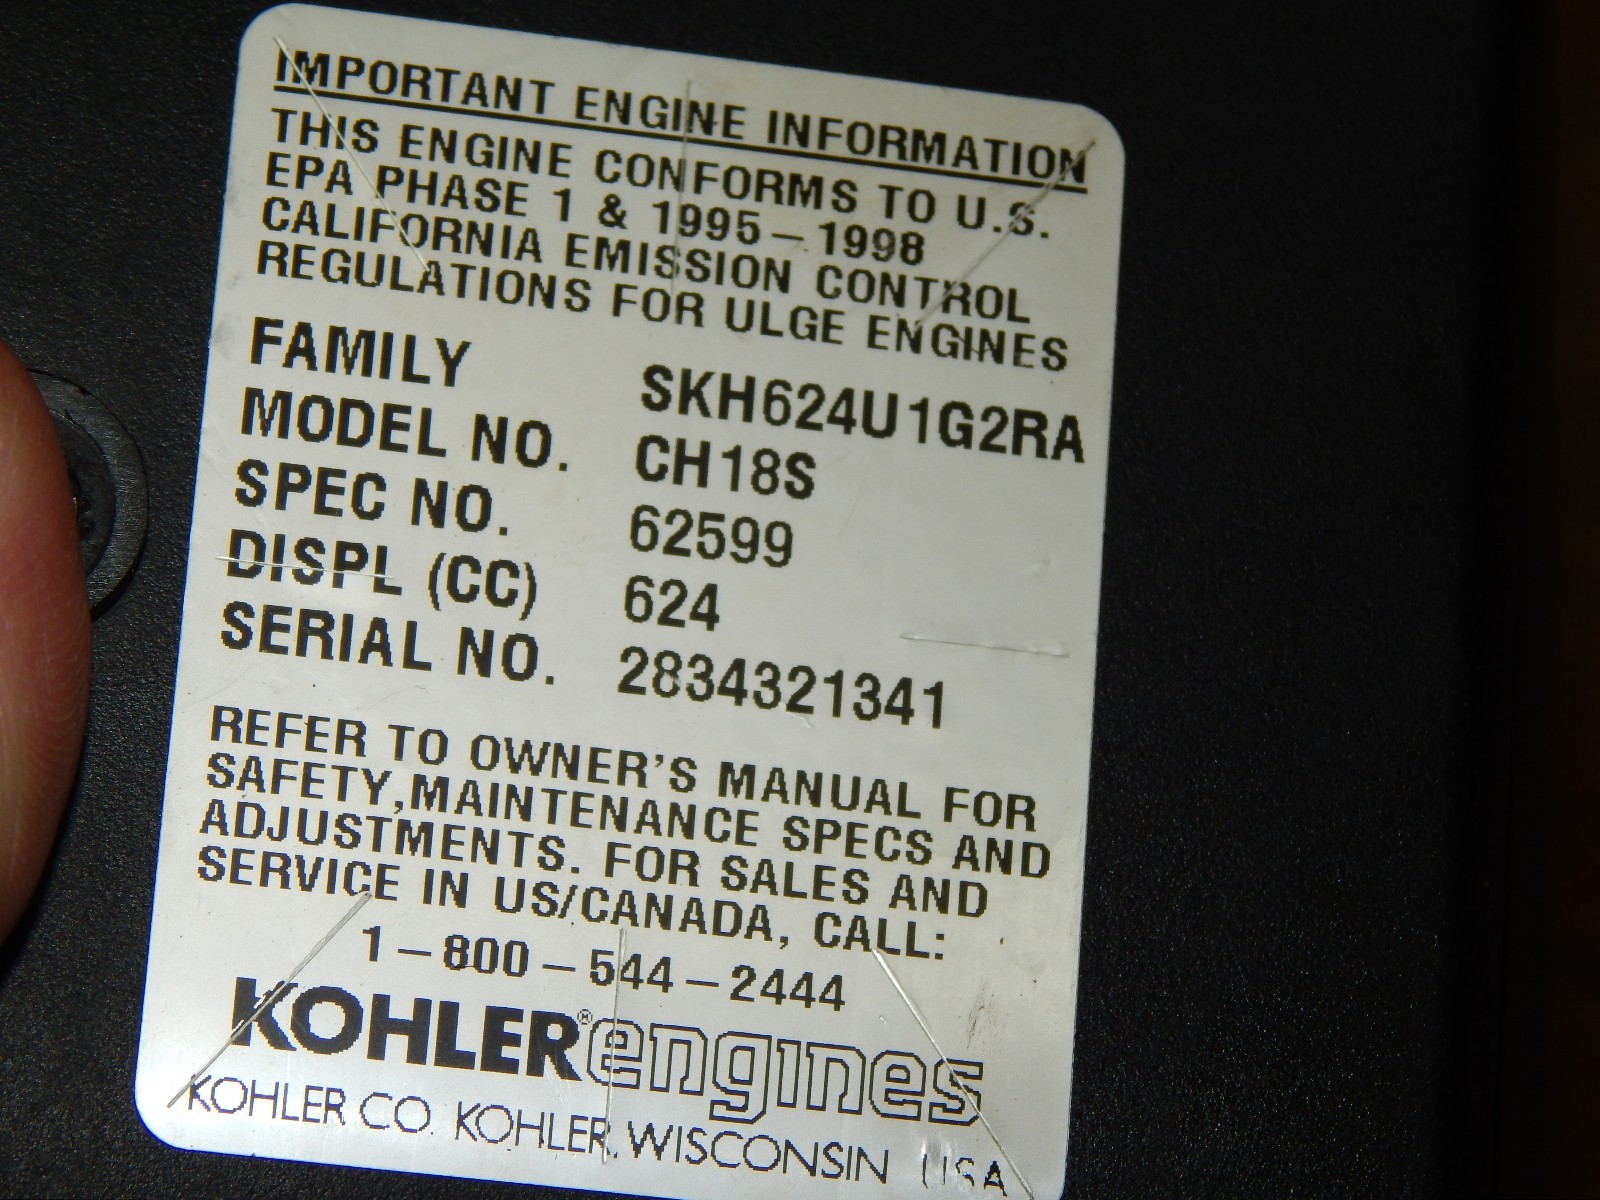 IMPORTANT ENGINE INFORMATION
THIS ENGINE CONFORMS TO U.S.
EPA PHASE 1 & 1995-1998
CALIFORNIA EMISSION CONTROL
REGULATIONS FOR ULGE ENGINES
FAMILY SKH624U1G2RA
MODEL NO. CH18S
SPEC NO. 62599
DISPL (CC) 624
SERIAL NO. 2834321341
REFER TO OWNER'S MANUAL FOR
SAFETY,MAINTENANCE SPECS AND
ADJUSTMENTS. FOR SALES AND
SERVICE IN US/CANADA, CALL:
1-800-544-2444
KOHLER® engines
KOHLER CO. KOHLER, WISCONSIN USA